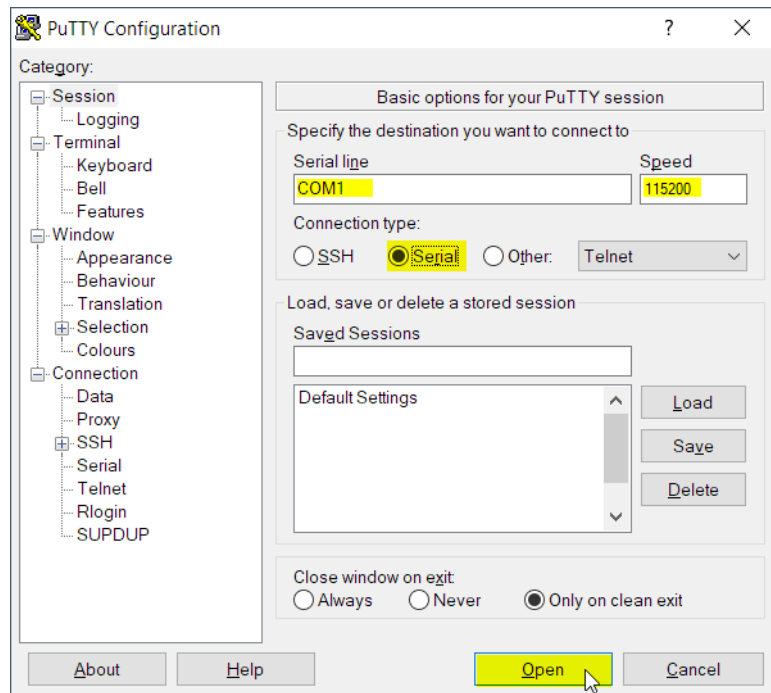 PuTTY Configuration
?
Category:
Session
Logging
Terminal
Keyboard
Bell
Features
Window
Appearance
Behaviour
Translation
Selection
Colours
Connection
Data
Proxy
SSH
Serial
Telnet
Rlogin
SUPDUP
Basic options for your PuTTY session
Specify the destination you want to connect to
Serial line Speed
COM1 115200
Connection type:
SSH Serial Other: Telnet
Load, save or delete a stored session
Saved Sessions
Default Settings
Load
Save
Delete
Close window on exit:
Always Never Only on clean exit
About Help Open Cancel